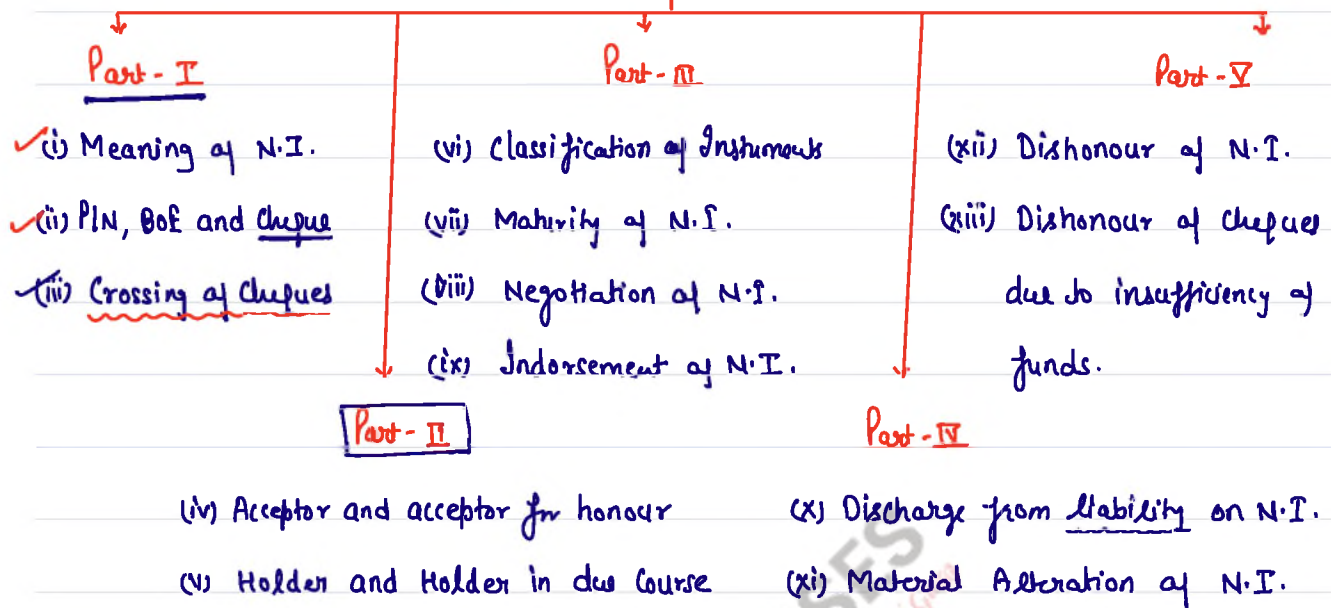 Part - I
(i) Meaning of N.I.
(ii) P/N, BoE and Cheque
(iii) Crossing of Cheques
Part - III
(vi) Classification of Instuments
(vii) Maturity of N.I.
(viii) Negotiation of N.I.
(ix) Indorsement of N.I.
Part - V
(xii) Dishonour of N.I.
(xiii) Dishonour of Cheques
due to insufficiency of
funds.
Part - II
(iv) Acceptor and acceptor for honour
(v) Holder and Holder in due Course
Part - IV
(x) Discharge from liability on N.I.
(xi) Material Alteration of N.I.